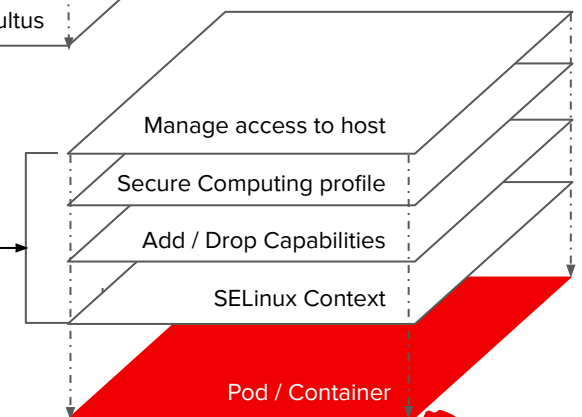 ultus
Manage access to host
Secure Computing profile
Add / Drop Capabilities
SELinux Context
Pod / Container